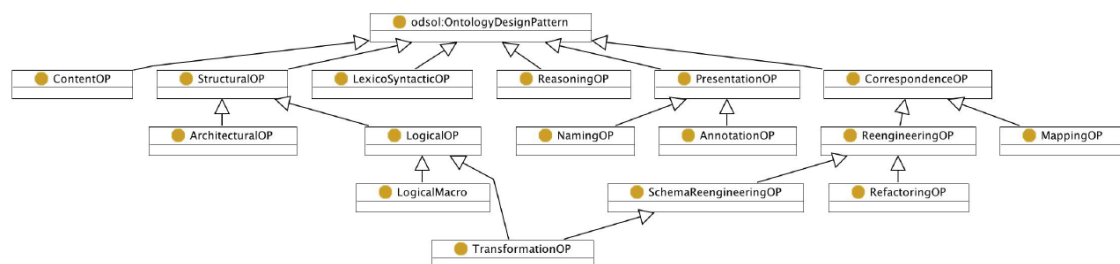 odsol:OntologyDesignPattern
ContentOP
StructuralOP
LexicoSyntacticOP
ReasoningOP
PresentationOP
CorrespondenceOP
ArchitecturalOP
LogicalOP
NamingOP
AnnotationOP
ReengineeringOP
MappingOP
LogicalMacro
SchemaReengineeringOP
RefactoringOP
TransformationOP